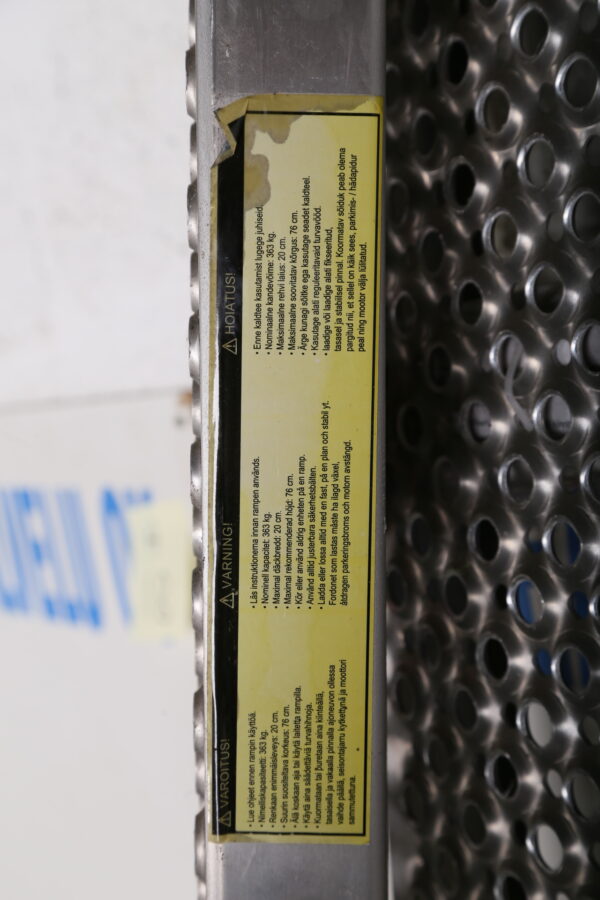 ⚠ VAROITUS!
• Lue ohjeet ennen rampin käyttöä.
• Nimelliskapasiteetti: 363 kg.
• Renkaan enimmäisleveys: 20 cm.
• Suurin suositeltava korkeus: 76 cm.
• Älä koskaan aja tai käytä laitetta rampilla.
• Käytä aina säädettäviä turvahihnoja.
• Kuormataan tai puretaan aina kiinteällä,
tasaisella ja vakaalla pinnalla ajoneuvon ollessa
vaihde päällä, seisontajarru kytkettynä ja moottori
sammutettuna.
⚠ VARNING!
• Läs instruktionerna innan rampen används.
• Nominell kapacitet: 363 kg.
• Maximal däckbredd: 20 cm.
• Maximal rekommenderad höjd: 76 cm.
• Kör eller använd aldrig enheten på en ramp.
• Använd alltid justerbara säkerhetsbälten.
• Ladda eller lossa alltid med en fast, på en plan och stabil yt.
Fordonet som lastas måste ha ilagd växel,
åtdragen parkeringsbroms och motorn avstängd.
⚠ HOIATUS!
• Enne kaldtee kasutamist lugege juhiseid.
• Nominaalne kandevõime: 363 kg.
• Maksimaalne rehvi laius: 20 cm.
• Maksimaalne soovitatav kõrgus: 76 cm.
• Ärge kunagi sõitke ega kasutage seadet kaldteel.
• Kasutage alati reguleeritavaid turvavöód.
• laadige või laadige alati fikseeritud,
tasasel ja stabiilsel pinnal. Koormatav sõiduk peab olema
pargitud nii, et sellel on käik sees, parkimis- / hädapidur
peal ning mootor välja lülitatud.